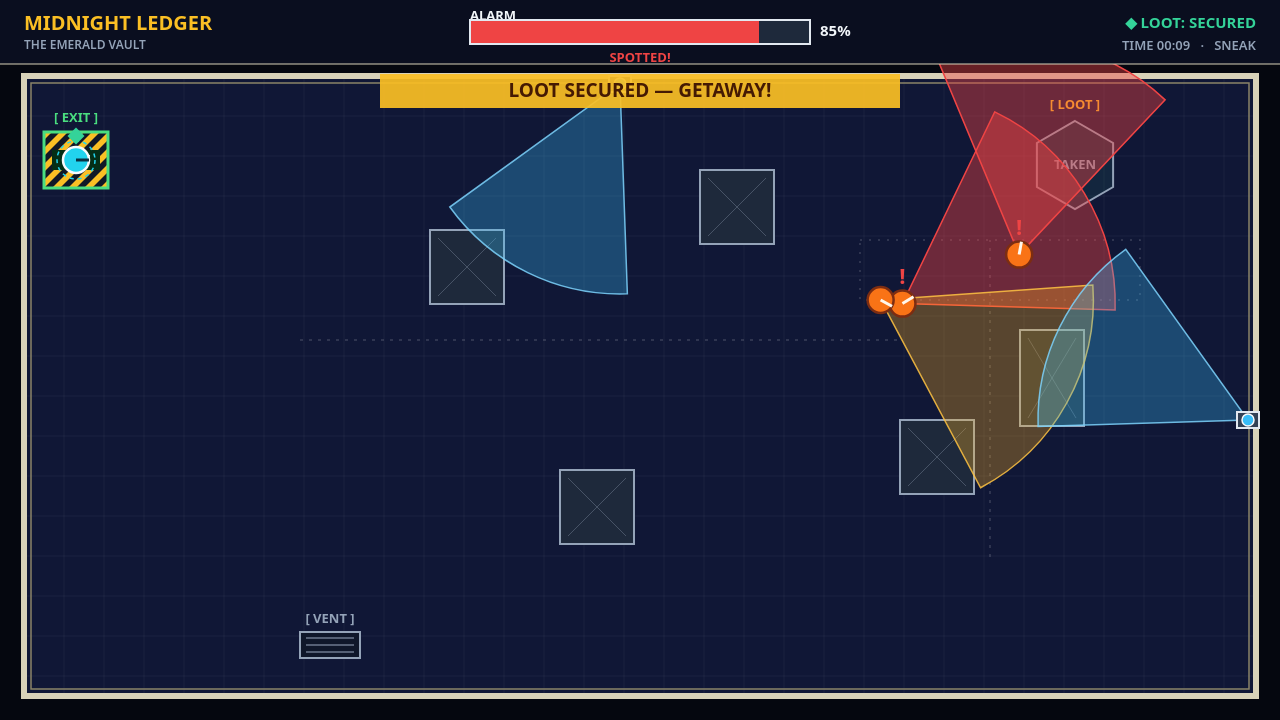 MIDNIGHT LEDGER
THE EMERALD VAULT
ALARM
85%
SPOTTED!
◆ LOOT: SECURED
TIME 00:09 · SNEAK
LOOT SECURED — GETAWAY!
[ EXIT ]
[ LOOT ]
TAKEN
!
!
[ VENT ]